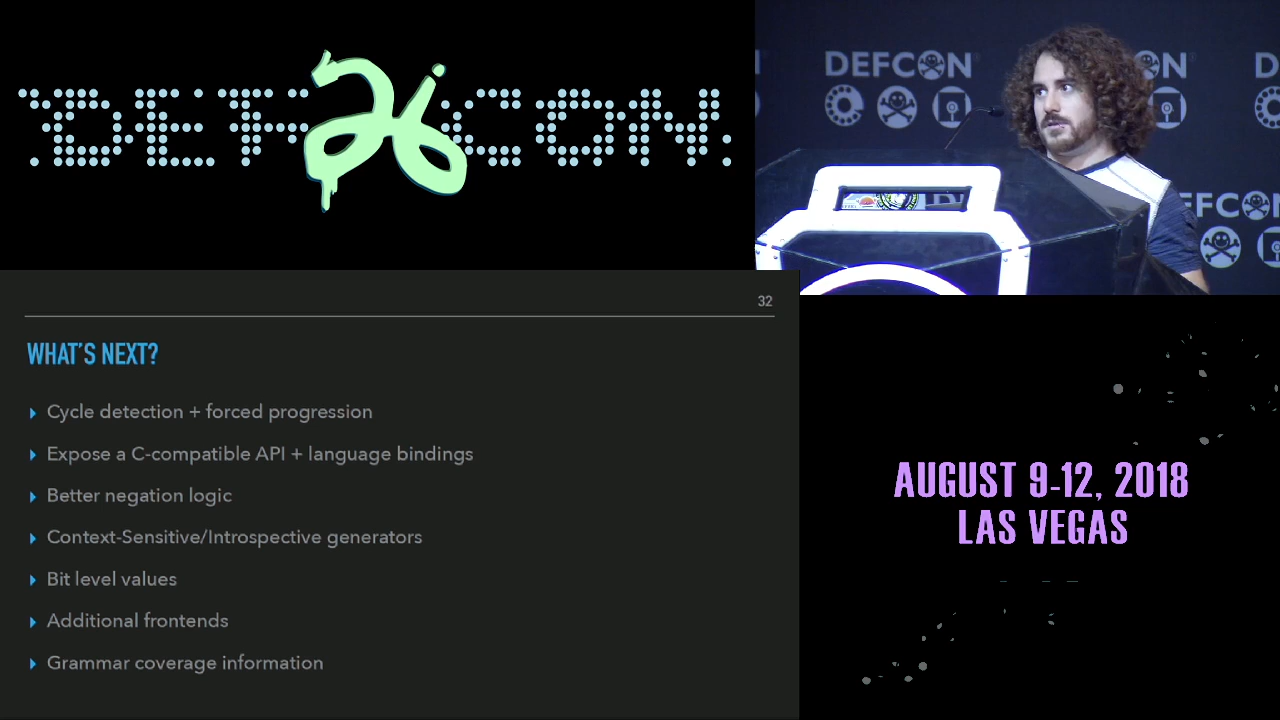 DEF 26 CON
DEFCON
32
WHAT'S NEXT?
Cycle detection + forced progression
Expose a C-compatible API + language bindings
Better negation logic
Context-Sensitive/Introspective generators
Bit level values
Additional frontends
Grammar coverage information
AUGUST 9-12, 2018
LAS VEGAS